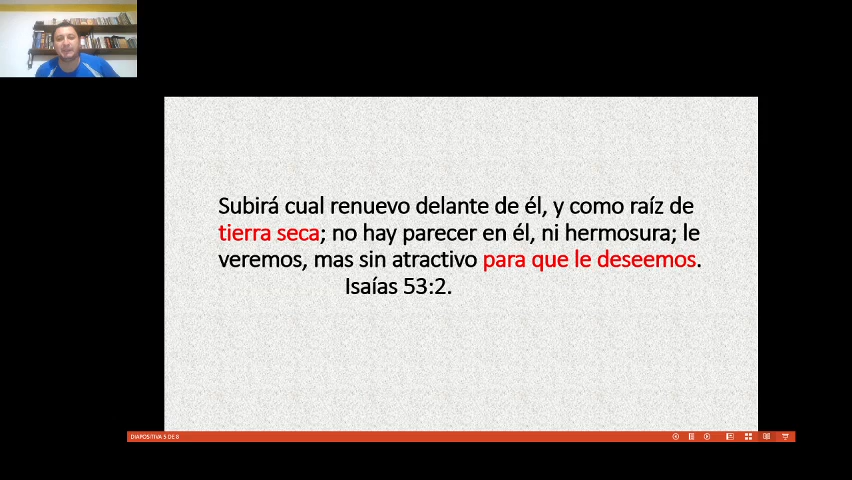 Subirá cual renuevo delante de él, y como raíz de
tierra seca; no hay parecer en él, ni hermosura; le
veremos, mas sin atractivo para que le deseemos.
Isaías 53:2.
DIAPOSITIVA 5 DE 8